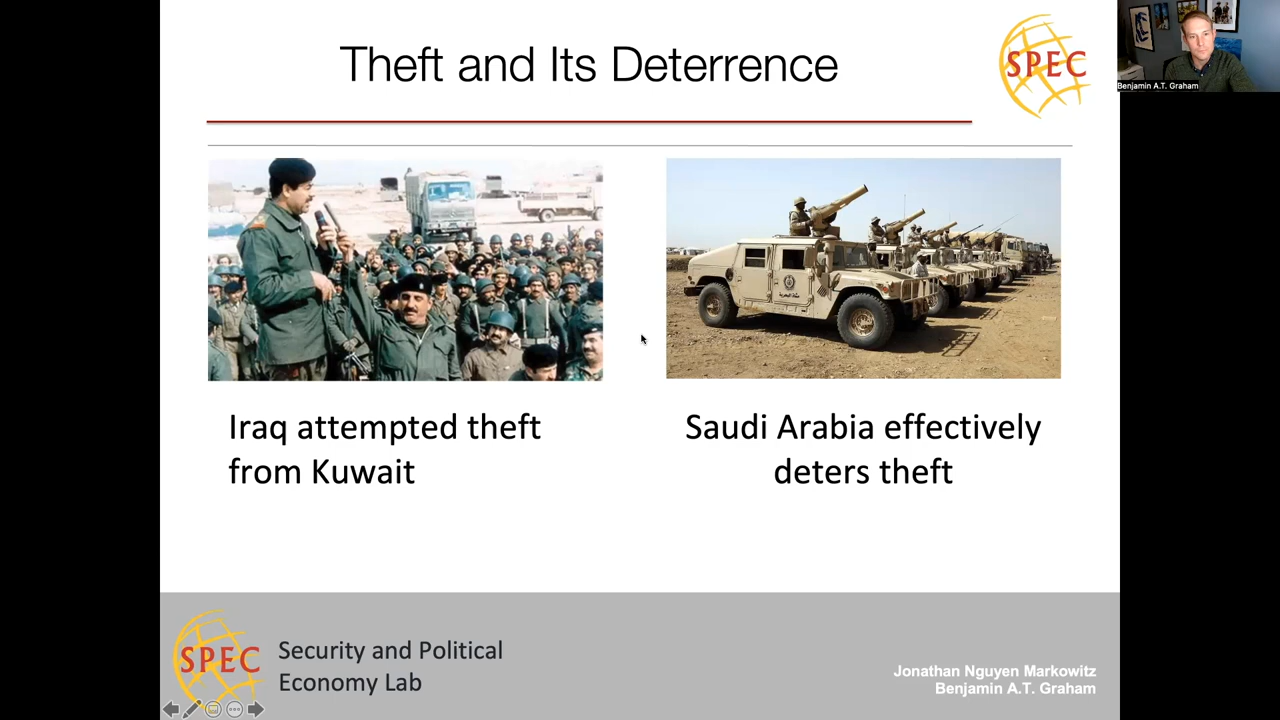 Theft and Its Deterrence
SPEC
Benjamin A.T. Graham
Iraq attempted theft
from Kuwait
Saudi Arabia effectively
deters theft
SPEC
Security and Political
Economy Lab
Jonathan Nguyen Markowitz
Benjamin A.T. Graham